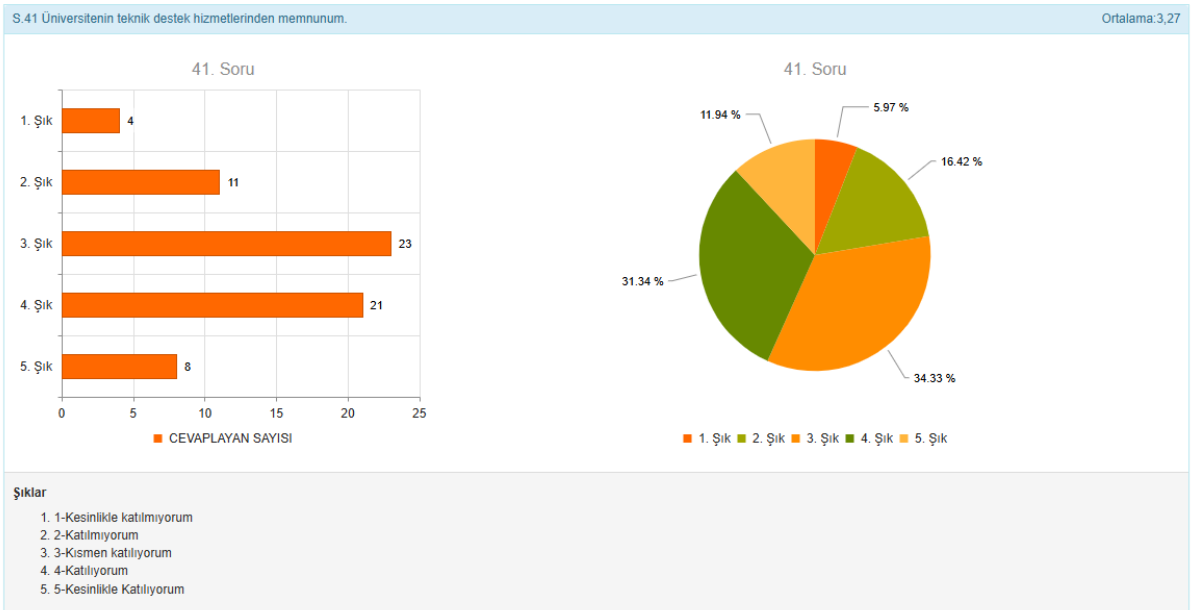 S.41 Üniversitenin teknik destek hizmetlerinden memnunum.
Ortalama:3,27
41. Soru
1. Şık
4
2. Şık
11
3. Şık
23
4. Şık
21
5. Şık
8
0 5 10 15 20 25
CEVAPLAYAN SAYISI
41. Soru
5.97 %
11.94 %
16.42 %
31.34 %
34.33 %
1. Şık 2. Şık 3. Şık 4. Şık 5. Şık
Şıklar
1. 1-Kesinlikle katılmıyorum
2. 2-Katılmıyorum
3. 3-Kısmen katılıyorum
4. 4-Katılıyorum
5. 5-Kesinlikle Katılıyorum